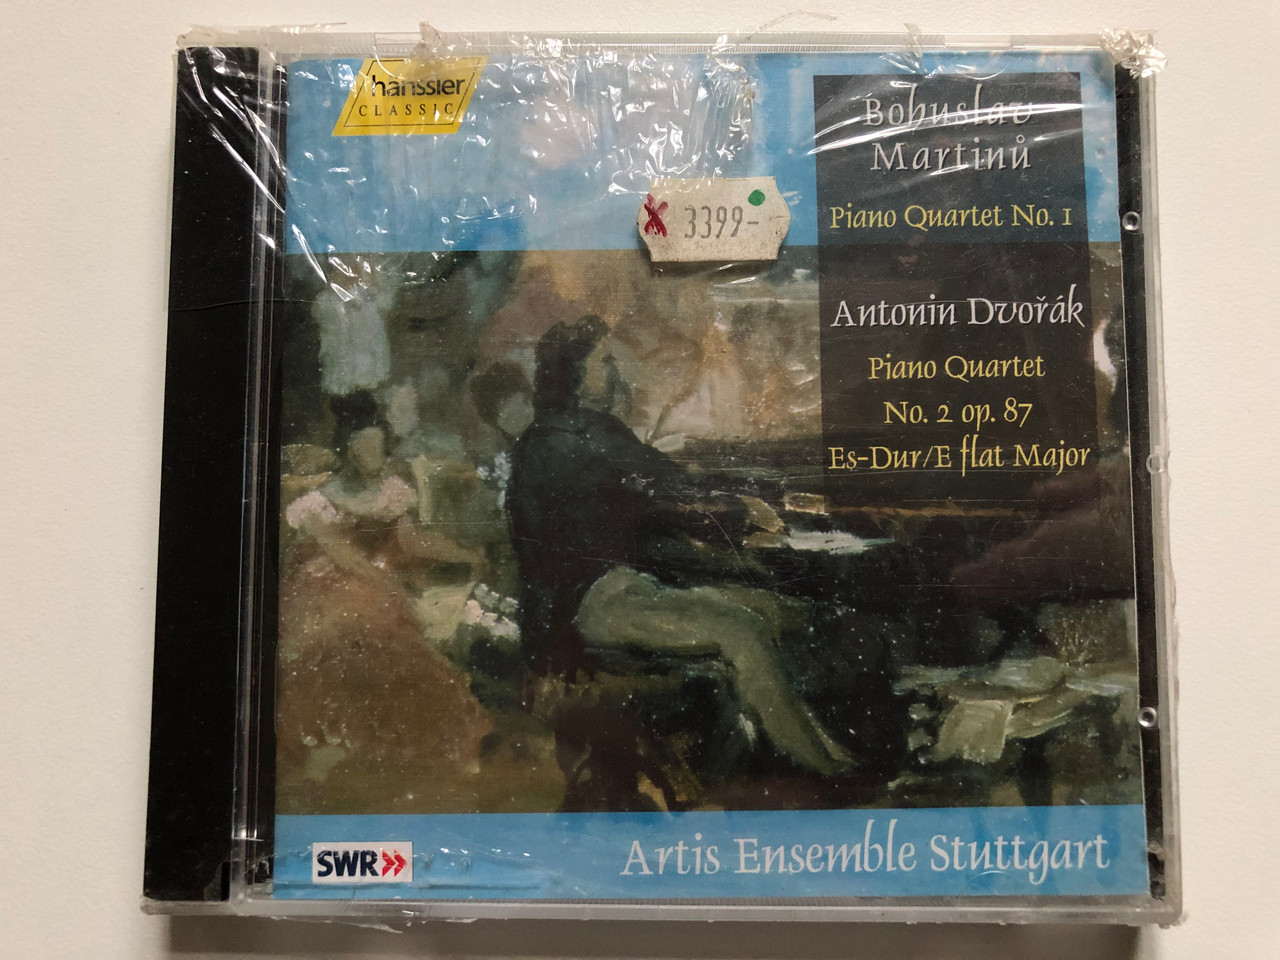 hänssler
CLASSIC
Bohuslav
Martinů
Piano Quartet No. 1
X 3399-
Antonin Dvořák
Piano Quartet
No. 2 op. 87
Es-Dur/E flat Major
SWR
Artis Ensemble Stuttgart